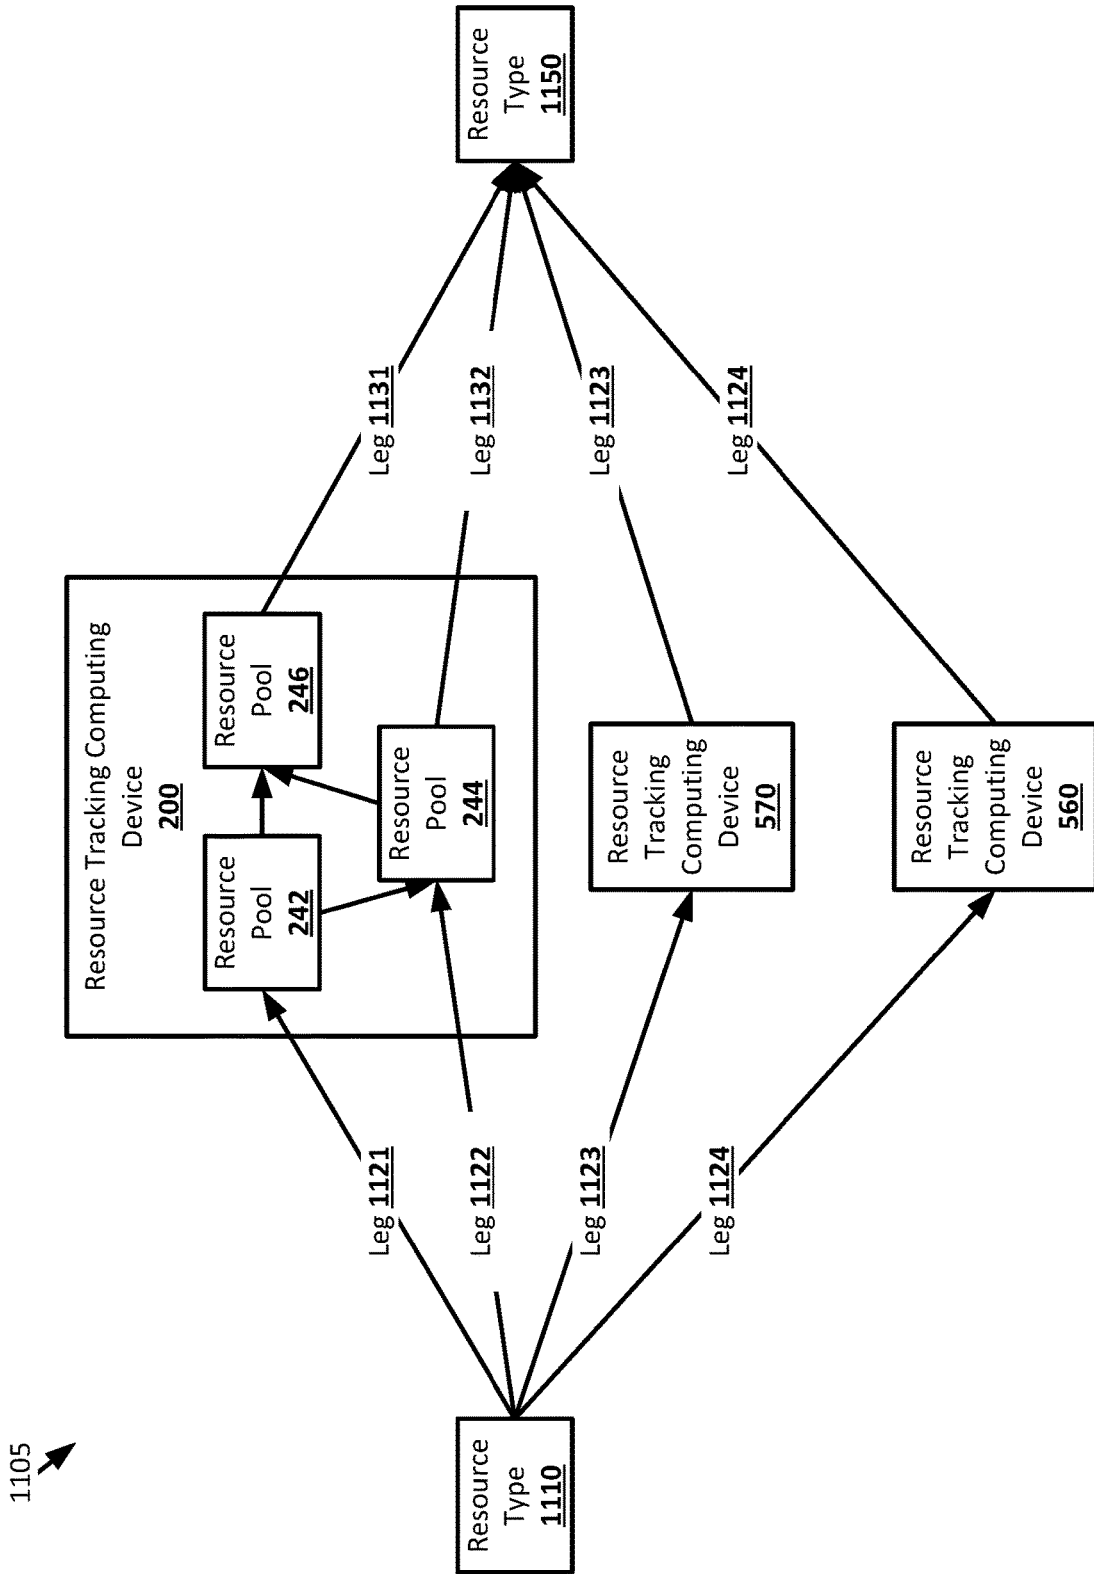 1105
Resource
Type
1110
Leg 1121
Leg 1122
Leg 1123
Leg 1124
Resource Tracking Computing
Device
200
Resource
Pool
242
Resource
Pool
246
Resource
Pool
244
Resource
Tracking
Computing
Device
570
Resource
Tracking
Computing
Device
560
Leg 1131
Leg 1132
Leg 1123
Leg 1124
Resource
Type
1150